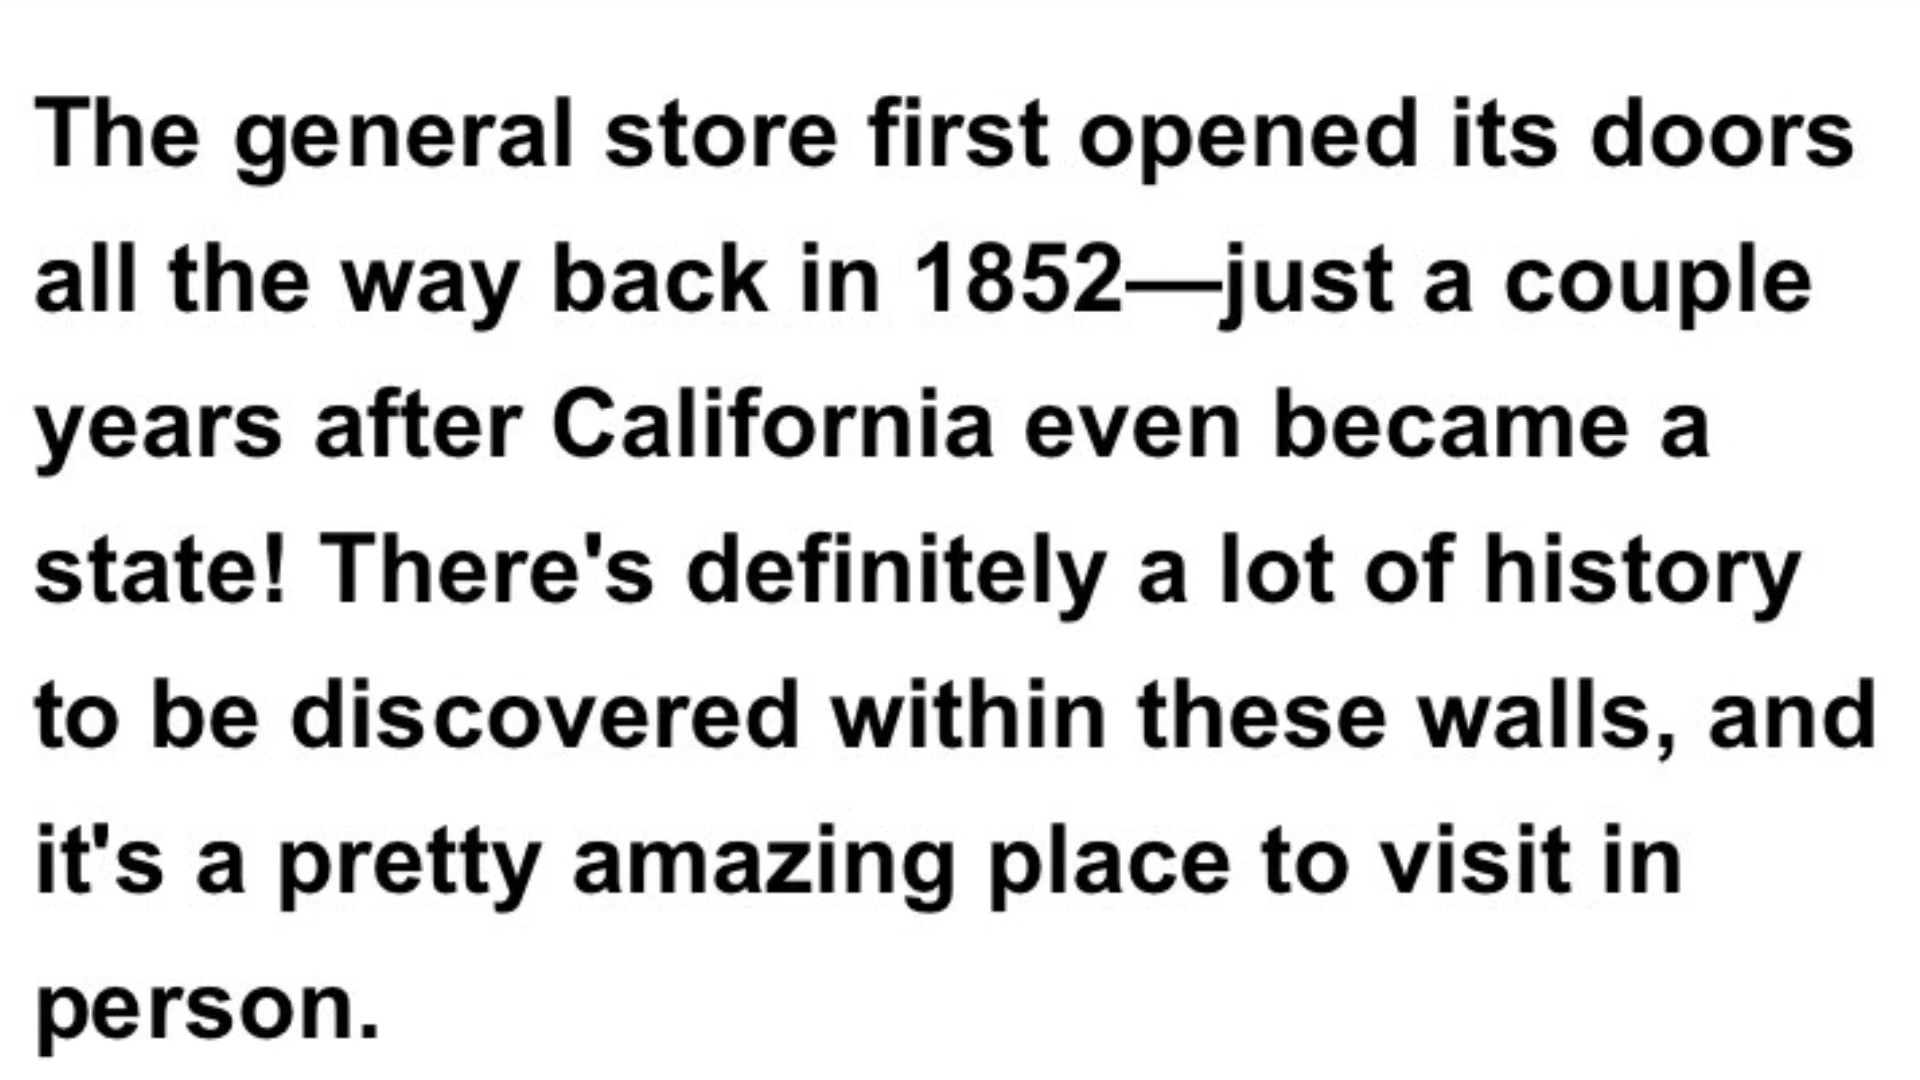 The general store first opened its doors
all the way back in 1852—just a couple
years after California even became a
state! There's definitely a lot of history
to be discovered within these walls, and
it's a pretty amazing place to visit in
person.